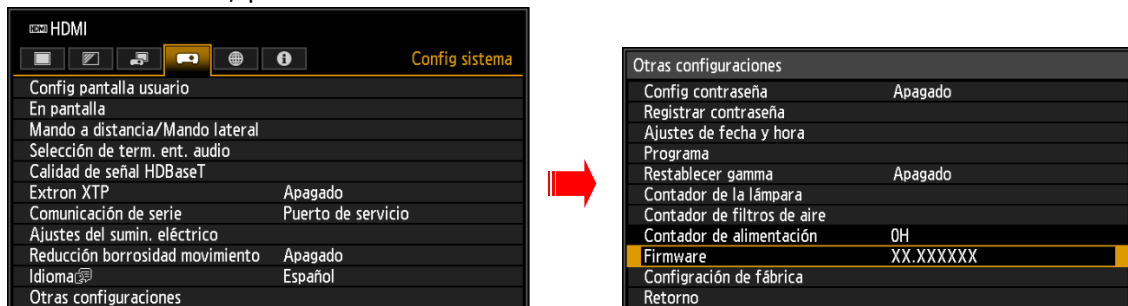 HDMI HDMI
Config sistema
Config pantalla usuario
En pantalla
Mando a distancia/Mando lateral
Selección de term. ent. audio
Calidad de señal HDBaseT
Extron XTP Apagado
Comunicación de serie Puerto de servicio
Ajustes del sumin. eléctrico
Reducción borrosidad movimiento Apagado
Idioma Español
Otras configuraciones
Otras configuraciones
Config contraseña Apagado
Registrar contraseña
Ajustes de fecha y hora
Programa
Restablecer gamma Apagado
Contador de la lámpara
Contador de filtros de aire
Contador de alimentación 0H
Firmware XX.XXXXXX
Configración de fábrica
Retorno